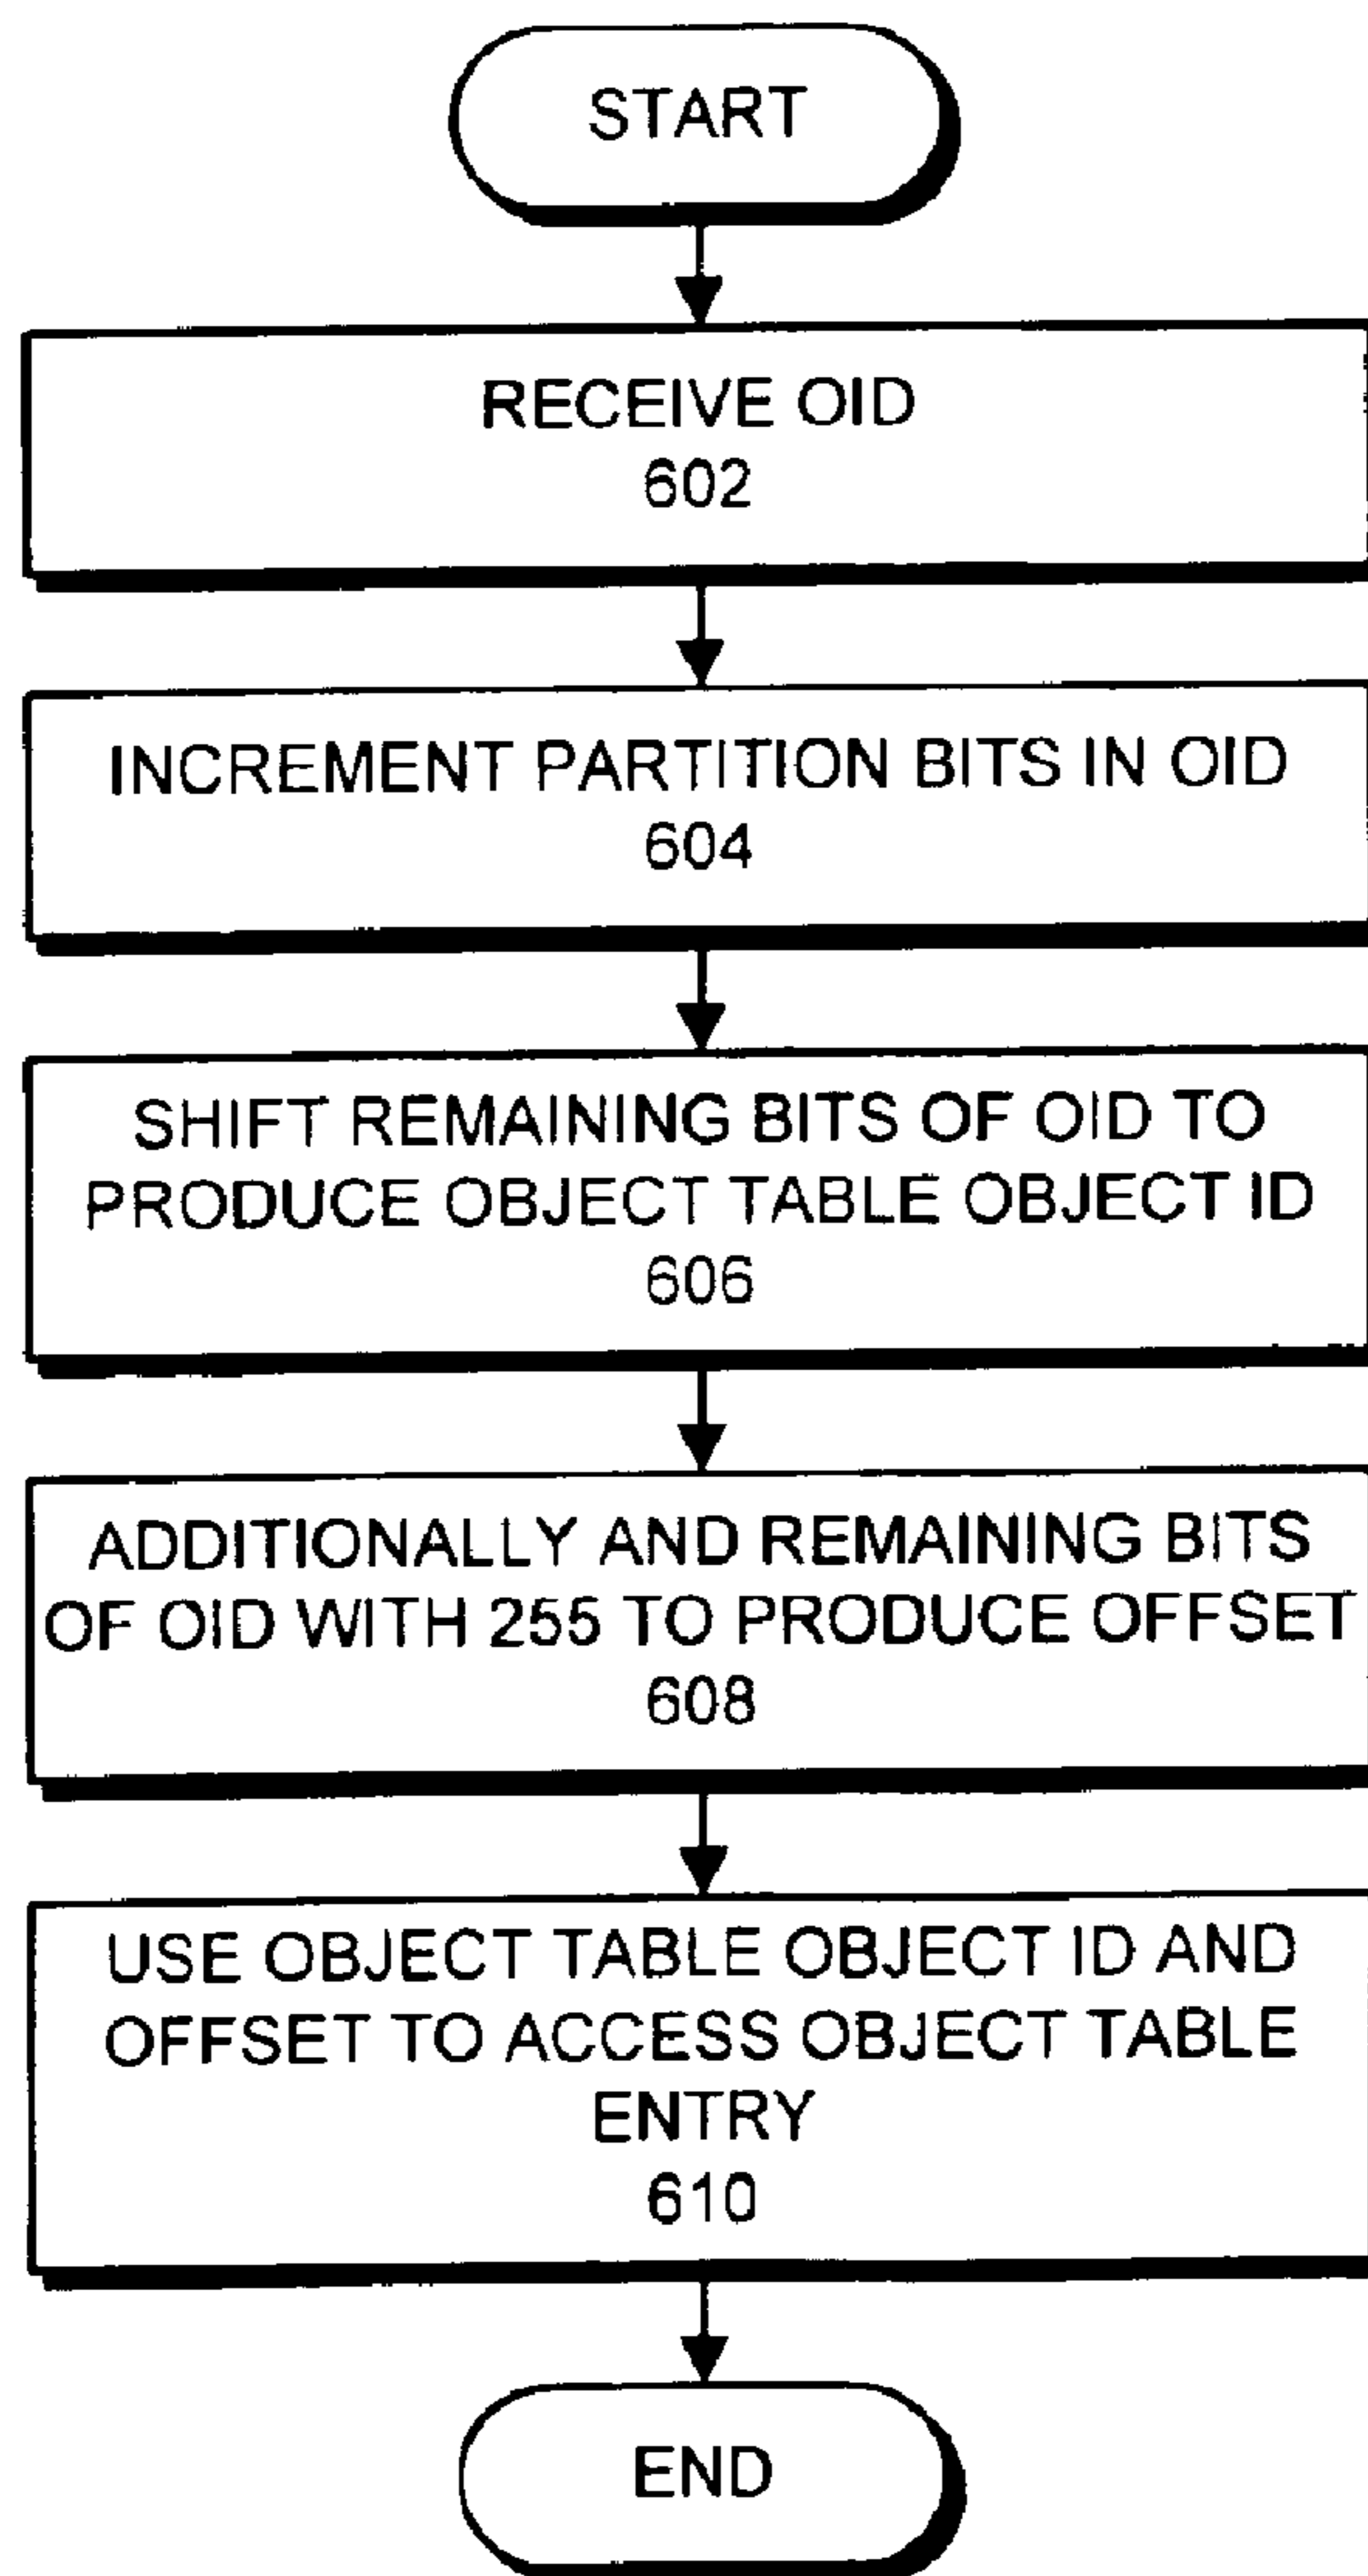 START
RECEIVE OID
602
INCREMENT PARTITION BITS IN OID
604
SHIFT REMAINING BITS OF OID TO
PRODUCE OBJECT TABLE OBJECT ID
606
ADDITIONALLY AND REMAINING BITS
OF OID WITH 255 TO PRODUCE OFFSET
608
USE OBJECT TABLE OBJECT ID AND
OFFSET TO ACCESS OBJECT TABLE
ENTRY
610
END